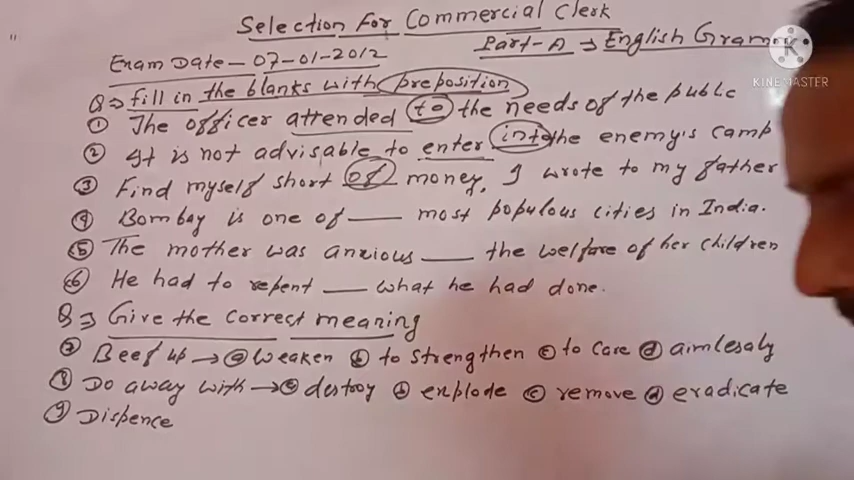 Selection For Commercial Clerk
Exam Date - 07-01-2012 Part-A ⇒ English Gramm
KINEMASTER
Q ⇒ fill in the blanks with preposition
① The officer attended to the needs of the public
② It is not advisable to enter into the enemy's camp
③ Find myself short of money, I wrote to my father
④ Bombay is one of ___ most populous cities in India.
⑤ The mother was anxious ___ the welfare of her children
⑥ He had to repent ___ what he had done.
Q ⇒ Give the correct meaning
⑦ Beef up → ⓐ weaken ⓑ to strengthen ⓒ to care ⓓ aimlesaly
⑧ Do away with → ⓐ destroy ⓑ explode ⓒ remove ⓓ eradicate
⑨ Dispence